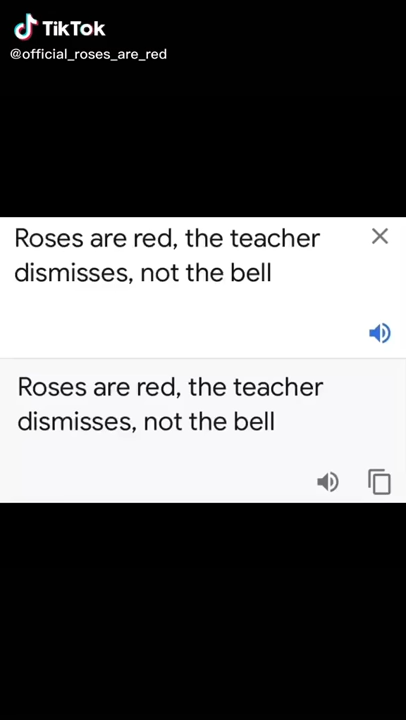 TikTok
@official_roses_are_red
Roses are red, the teacher
dismisses, not the bell
Roses are red, the teacher
dismisses, not the bell